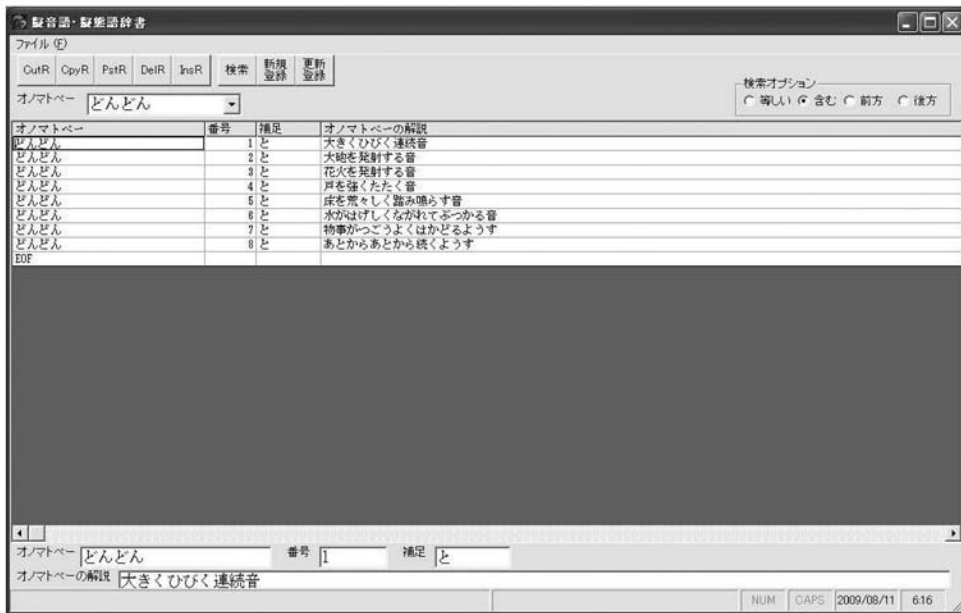 擬音語・擬態語辞書
ファイル (F)
CutR CpyR PstR DelR InsR 検索 新規登録 更新登録
検索オプション
オノマトペー どんどん 等しい 含む 前方 後方
オノマトペー 番号 補足 オノマトペーの解説
どんどん 1 と 大きくひびく連続音
どんどん 2 と 大砲を発射する音
どんどん 3 と 花火を発射する音
どんどん 4 と 戸を強くたたく音
どんどん 5 と 床を荒々しく踏み鳴らす音
どんどん 6 と 水がはげしくながれてぶつかる音
どんどん 7 と 物事がつごうよくはかどるようす
どんどん 8 と あとからあとから続くようす
EOF
オノマトペー どんどん 番号 1 補足 と
オノマトペーの解説 大きくひびく連続音
NUM CAPS 2009/08/11 6:16